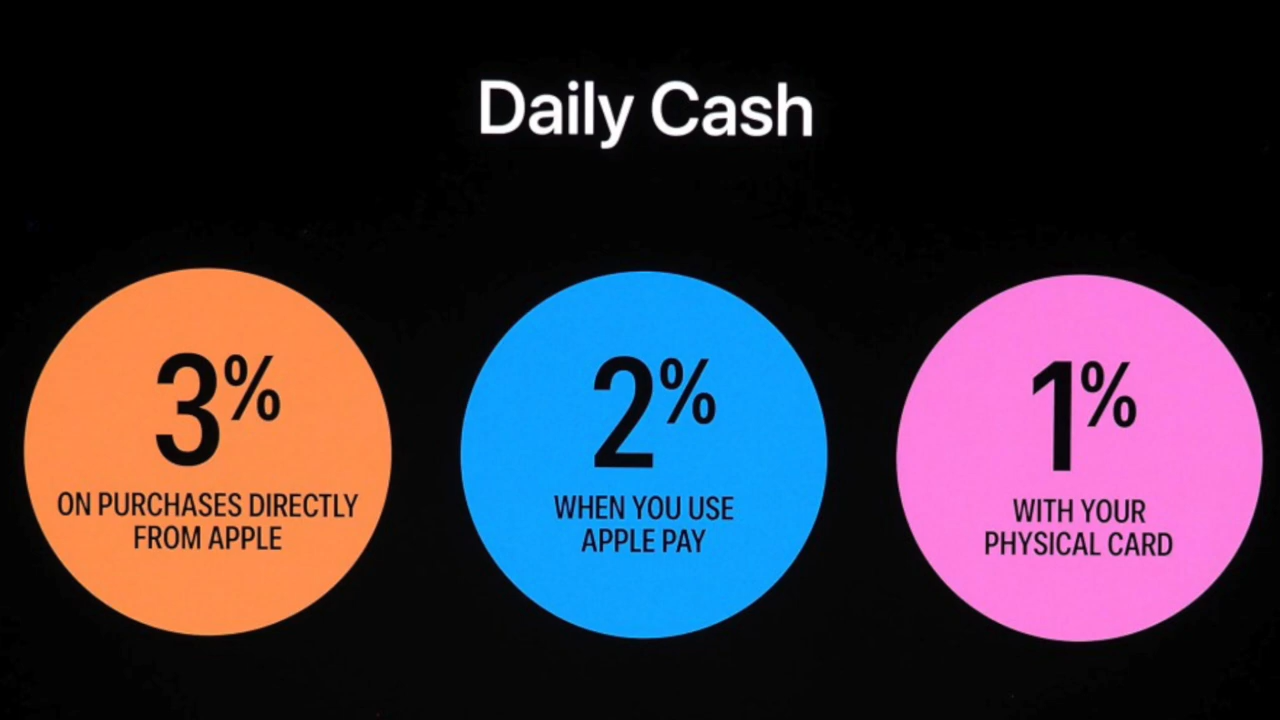 Daily Cash
3%
ON PURCHASES DIRECTLY
FROM APPLE
2%
WHEN YOU USE
APPLE PAY
1%
WITH YOUR
PHYSICAL CARD